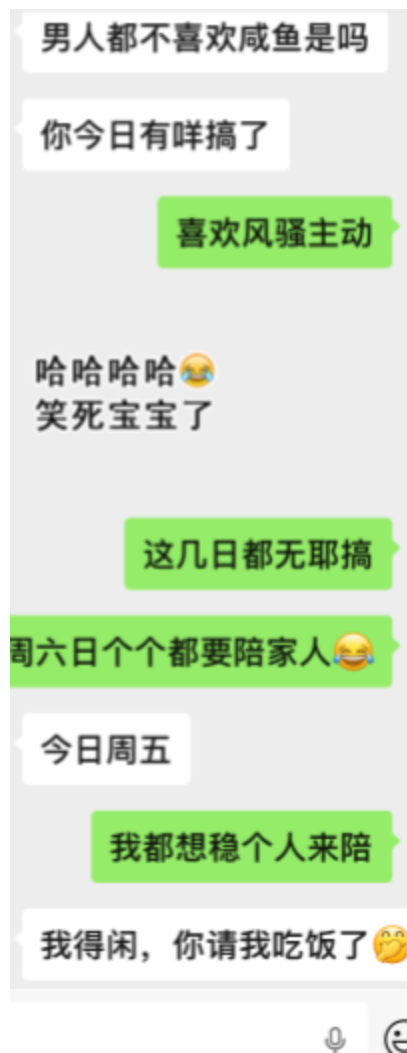 男人都不喜欢咸鱼是吗
你今日有咩搞了
喜欢风骚主动
哈哈哈哈😂
笑死宝宝了
这几日都无耶搞
周六日个个都要陪家人😂
今日周五
我都想稳个人来陪
我得闲，你请我吃饭了🤭